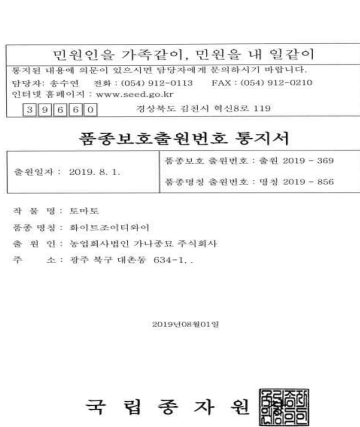 민원인을 가족같이, 민원을 내 일같이
통지된 내용에 의문이 있으시면 담당자에게 문의하시기 바랍니다.
담당자: 송수연 전화 : (054) 912-0113 FAX : (054) 912-0210
인터넷 홈페이지 : www.seed.go.kr
39660 경상북도 김천시 혁신8로 119
품종보호출원번호 통지서
출원일자 : 2019. 8. 1.
품종보호 출원번호 : 출원 2019 - 369
품종명칭 출원번호 : 명칭 2019 - 856
작 물 명 : 토마토
품종 명칭 : 화이트조이티와이
출 원 인 : 농업회사법인 가나종묘 주식회사
주 소 : 광주 북구 대촌동 634-1, .
2019년08월01일
국 립 종 자 원